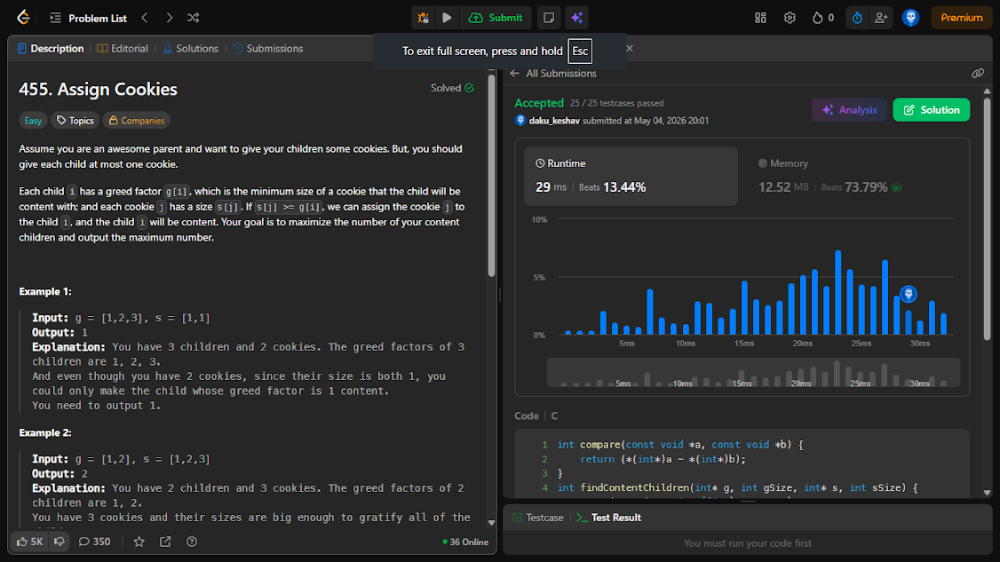 Problem List
Submit
0
Premium
Description
Editorial
Solutions
Submissions
To exit full screen, press and hold Esc
All Submissions
455. Assign Cookies
Solved
Easy
Topics
Companies
Assume you are an awesome parent and want to give your children some cookies. But, you should
give each child at most one cookie.
Each child i has a greed factor g[i], which is the minimum size of a cookie that the child will be
content with; and each cookie j has a size s[j]. If s[j] >= g[i], we can assign the cookie j to
the child i, and the child i will be content. Your goal is to maximize the number of your content
children and output the maximum number.
Example 1:
Input: g = [1,2,3], s = [1,1]
Output: 1
Explanation: You have 3 children and 2 cookies. The greed factors of 3
children are 1, 2, 3.
And even though you have 2 cookies, since their size is both 1, you
could only make the child whose greed factor is 1 content.
You need to output 1.
Example 2:
Input: g = [1,2], s = [1,2,3]
Output: 2
Explanation: You have 2 children and 3 cookies. The greed factors of 2
children are 1, 2.
You have 3 cookies and their sizes are big enough to gratify all of the
5K
350
36 Online
Accepted 25 / 25 testcases passed
daku_keshav submitted at May 04, 2026 20:01
Analysis
Solution
Runtime
29 ms Beats 13.44%
Memory
12.52 MB Beats 73.79%
10%
5%
0%
5ms 10ms 15ms 20ms 25ms 30ms
5ms 10ms 15ms 20ms 25ms 30ms
Code C
1 int compare(const void *a, const void *b) {
2 return (*(int*)a - *(int*)b);
3 }
4 int findContentChildren(int* g, int gSize, int* s, int sSize) {
Testcase
Test Result
You must run your code first